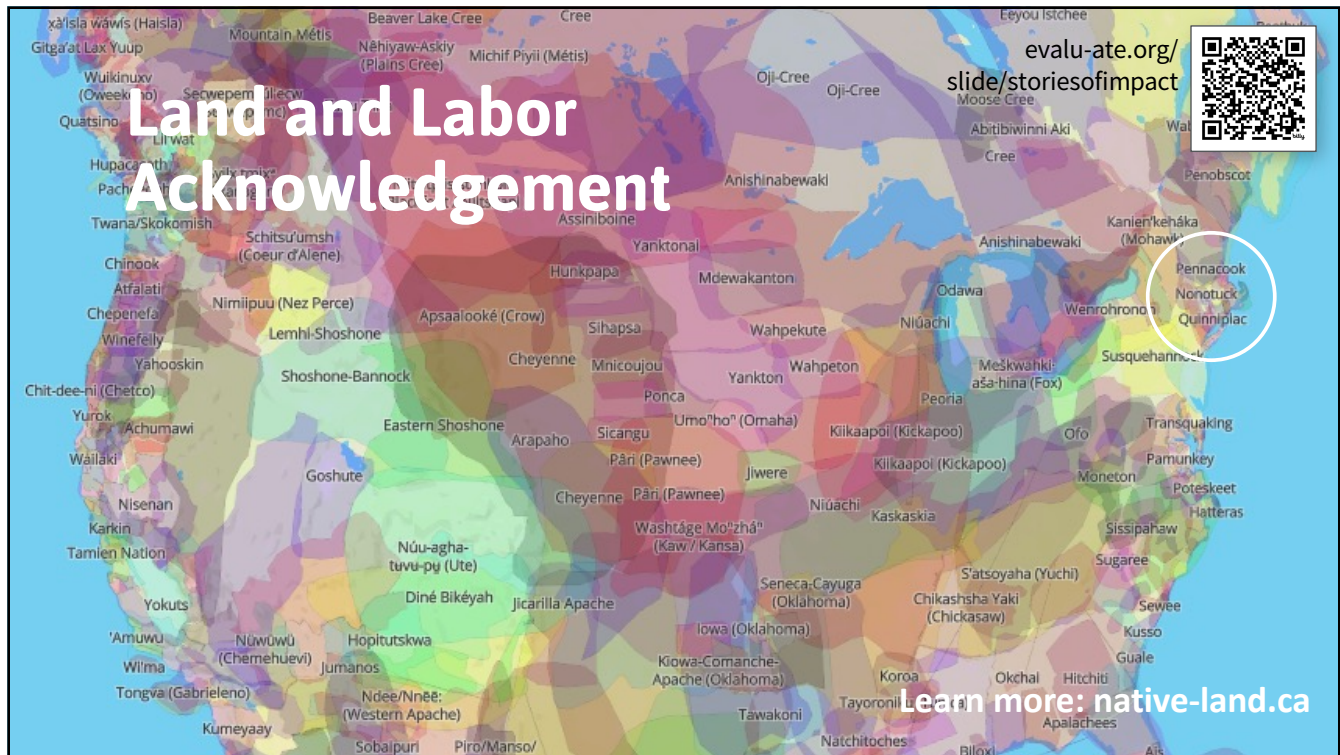 Land and Labor
Acknowledgement
evalu-ate.org/
slide/storiesofimpact
xà'isla wáwís (Haisla)
Beaver Lake Cree
Cree
Eeyou Istchee
Gitga'at Lax Yuup
Mountain Métis
Nêhiyaw-Askiy
(Plains Cree)
Michif Piyii (Métis)
Wuikinuxv
(Oweekeno)
Oji-Cree
Oji-Cree
Moose Cree
Quatsino
Lil'wat
Abitibiwinni Aki
Cree
Anishinabewaki
Penobscot
Twana/Skokomish
Assiniboine
Kanien'kehá:ka
(Mohawk)
Schitsu'umsh
(Coeur d'Alene)
Yanktonai
Anishinabewaki
Chinook
Hunkpapa
Mdewakanton
Pennacook
Atfalati
Nimiipuu (Nez Perce)
Odawa
Nonotuck
Chepenefa
Apsaalooké (Crow)
Sihapsa
Niúachi
Wenrohronon
Quinnipiac
Winefelly
Lemhi-Shoshone
Wahpekute
Yahooskin
Cheyenne
Mnicoujou
Wahpeton
Meškwahki·
aša·hina (Fox)
Susquehannock
Shoshone-Bannock
Yankton
Chit-dee-ni (Chetco)
Ponca
Peoria
Yurok
Achumawi
Eastern Shoshone
Arapaho
Sicangu
Umoⁿhoⁿ (Omaha)
Kiikaapoi (Kickapoo)
Ofo
Transquaking
Wailaki
Goshute
Pâri (Pawnee)
Jiwere
Kiikaapoi (Kickapoo)
Pamunkey
Moneton
Nisenan
Cheyenne
Pâri (Pawnee)
Niúachi
Kaskaskia
Poteskeet
Hatteras
Karkin
Washtáge Moⁿzháⁿ
(Kaw / Kansa)
Sissipahaw
Tamien Nation
Núu-agha-
tʉvʉ-pʉ̱ (Ute)
Sugaree
Yokuts
Diné Bikéyah
Jicarilla Apache
Seneca-Cayuga
(Oklahoma)
S'atsoyaha (Yuchi)
Chikashsha Yaki
(Chickasaw)
Sewee
'Amuwu
Nüwüwü
(Chemehuevi)
Hopitutskwa
Iowa (Oklahoma)
Kusso
Wi'ma
Jumanos
Kiowa-Comanche-
Apache (Oklahoma)
Guale
Tongva (Gabrieleno)
Ndee/Nnēē:
(Western Apache)
Koroa
Okchai
Hitchiti
Kumeyaay
Tawakoni
Learn more: native-land.ca
Apalachees
Sobaipuri
Piro/Manso/
Natchitoches
Biloxi
Ais